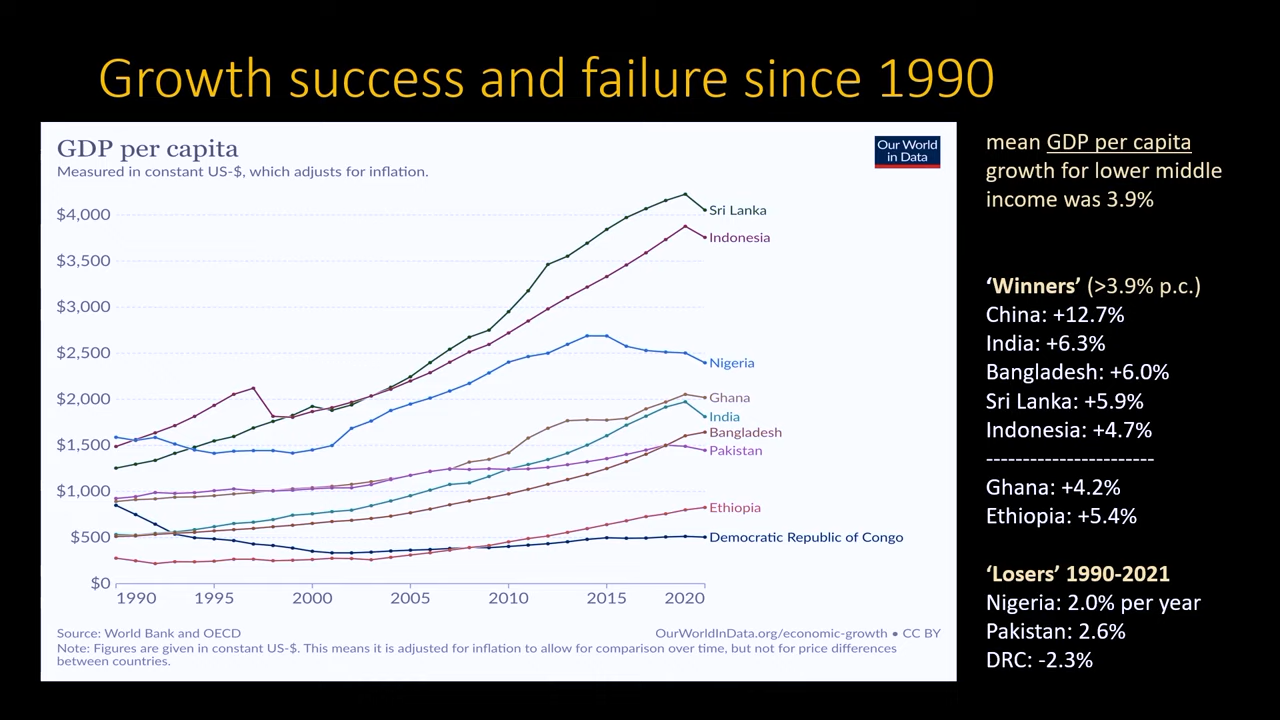 Growth success and failure since 1990
GDP per capita
Measured in constant US-$, which adjusts for inflation.
Our World
in Data
$4,000
$3,500
$3,000
$2,500
$2,000
$1,500
$1,000
$500
$0
1990
1995
2000
2005
2010
2015
2020
Sri Lanka
Indonesia
Nigeria
Ghana
India
Bangladesh
Pakistan
Ethiopia
Democratic Republic of Congo
Source: World Bank and OECD
OurWorldInData.org/economic-growth • CC BY
Note: Figures are given in constant US-$. This means it is adjusted for inflation to allow for comparison over time, but not for price differences
between countries.
mean GDP per capita
growth for lower middle
income was 3.9%
‘Winners’ (>3.9% p.c.)
China: +12.7%
India: +6.3%
Bangladesh: +6.0%
Sri Lanka: +5.9%
Indonesia: +4.7%
-----------------------
Ghana: +4.2%
Ethiopia: +5.4%
‘Losers’ 1990-2021
Nigeria: 2.0% per year
Pakistan: 2.6%
DRC: -2.3%